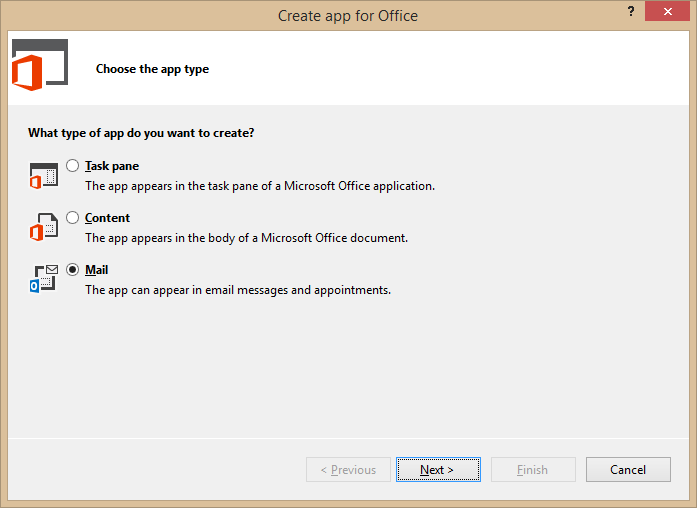 Create app for Office
?
Choose the app type
What type of app do you want to create?
Task pane
The app appears in the task pane of a Microsoft Office application.
Content
The app appears in the body of a Microsoft Office document.
Mail
The app can appear in email messages and appointments.
< Previous Next > Finish Cancel